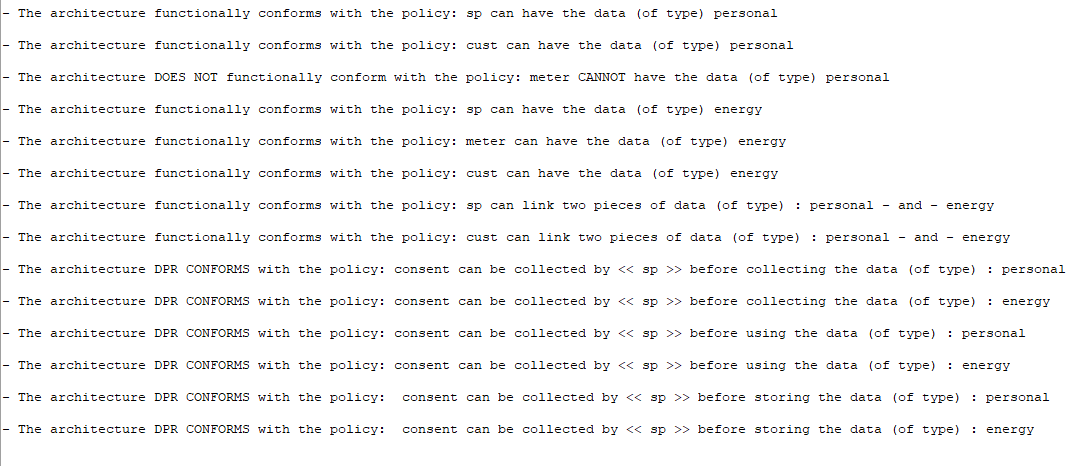 - The architecture functionally conforms with the policy: sp can have the data (of type) personal
- The architecture functionally conforms with the policy: cust can have the data (of type) personal
- The architecture DOES NOT functionally conform with the policy: meter CANNOT have the data (of type) personal
- The architecture functionally conforms with the policy: sp can have the data (of type) energy
- The architecture functionally conforms with the policy: meter can have the data (of type) energy
- The architecture functionally conforms with the policy: cust can have the data (of type) energy
- The architecture functionally conforms with the policy: sp can link two pieces of data (of type) : personal - and - energy
- The architecture functionally conforms with the policy: cust can link two pieces of data (of type) : personal - and - energy
- The architecture DPR CONFORMS with the policy: consent can be collected by << sp >> before collecting the data (of type) : personal
- The architecture DPR CONFORMS with the policy: consent can be collected by << sp >> before collecting the data (of type) : energy
- The architecture DPR CONFORMS with the policy: consent can be collected by << sp >> before using the data (of type) : personal
- The architecture DPR CONFORMS with the policy: consent can be collected by << sp >> before using the data (of type) : energy
- The architecture DPR CONFORMS with the policy:  consent can be collected by << sp >> before storing the data (of type) : personal
- The architecture DPR CONFORMS with the policy:  consent can be collected by << sp >> before storing the data (of type) : energy